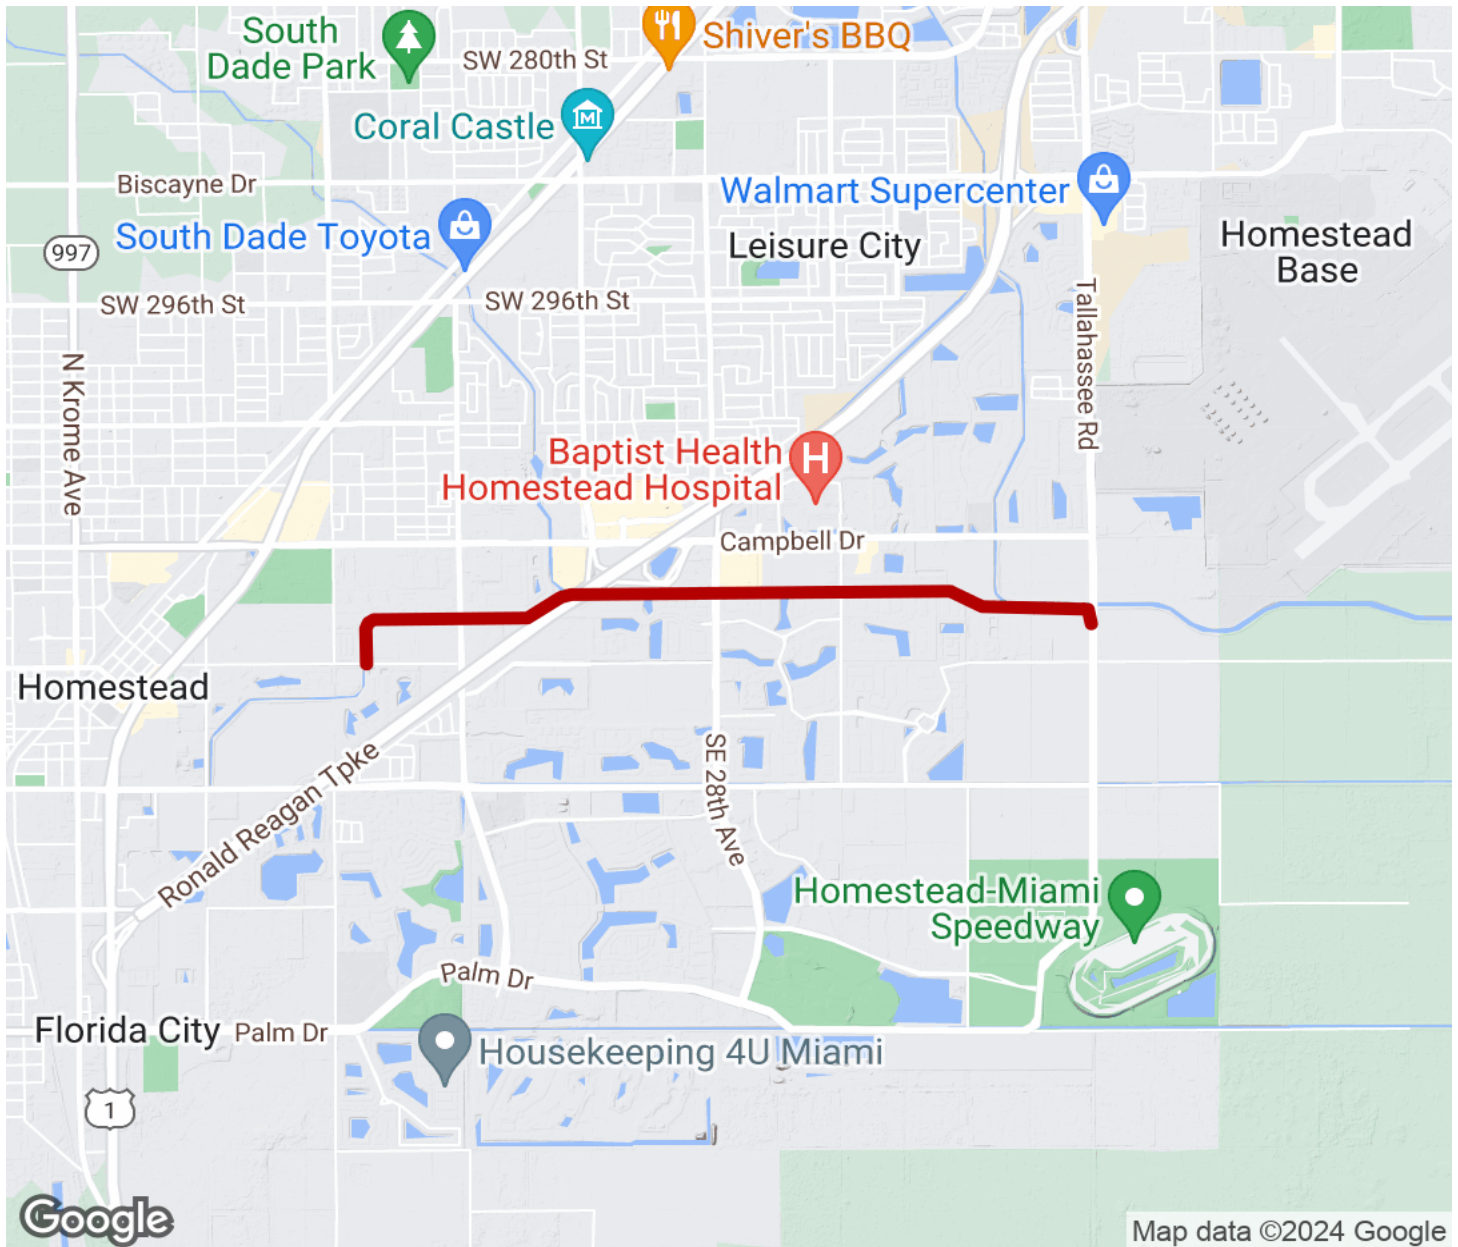 South
Dade Park
SW 280th St
Shiver's BBQ
Coral Castle
M
Biscayne Dr
Walmart Supercenter
997
South Dade Toyota
Leisure City
Homestead
Base
SW 296th St
SW 296th St
Tallahassee Rd
N Krome Ave
Baptist Health
Homestead Hospital
H
Campbell Dr
Homestead
Ronald Reagan Tpke
SE 28th Ave
Homestead-Miami
Speedway
Palm Dr
Florida City
Palm Dr
Housekeeping 4U Miami
1
Google
Map data ©2024 Google